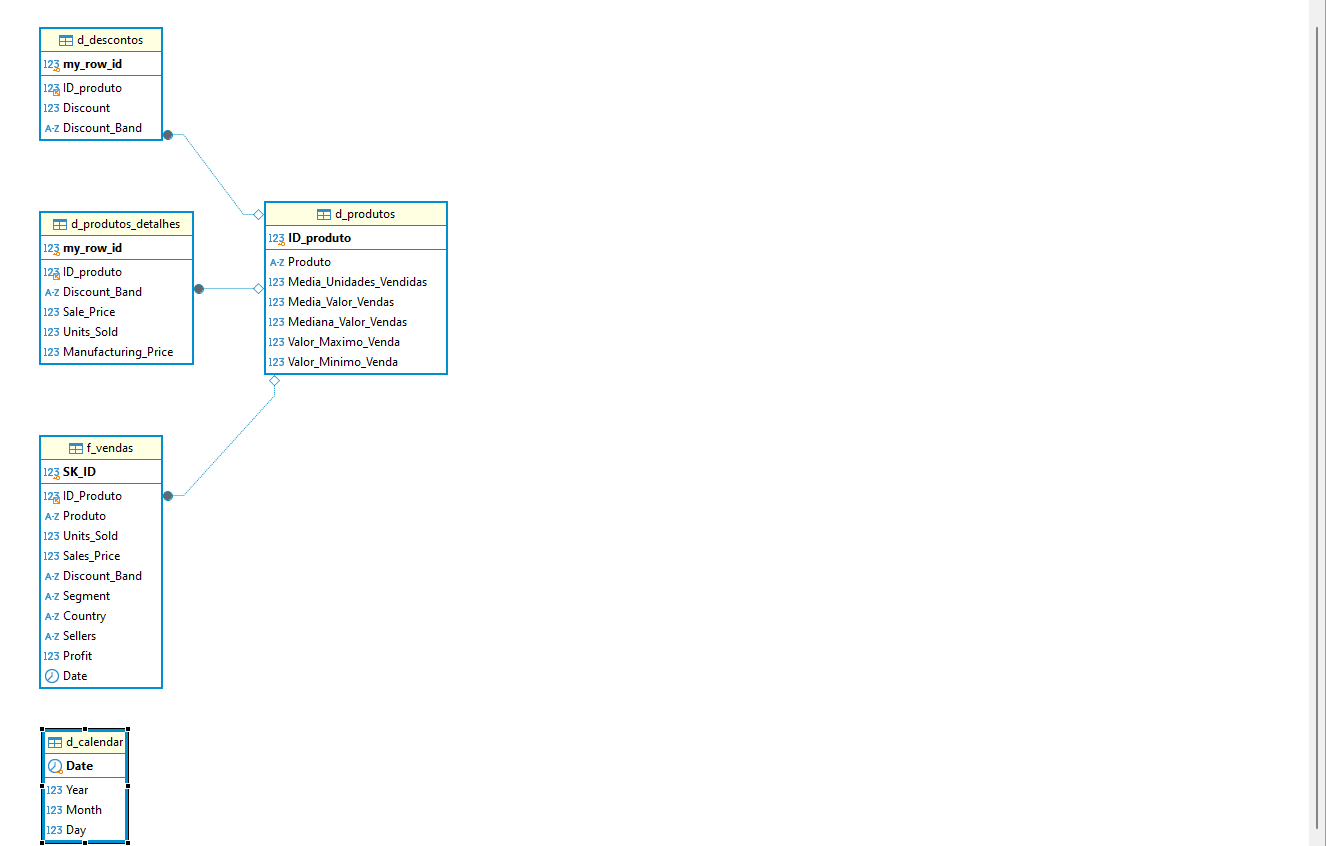 d_descontos
123 my_row_id
123 ID_produto
123 Discount
A-Z Discount_Band
d_produtos_detalhes
123 my_row_id
123 ID_produto
A-Z Discount_Band
123 Sale_Price
123 Units_Sold
123 Manufacturing_Price
d_produtos
123 ID_produto
A-Z Produto
123 Media_Unidades_Vendidas
123 Media_Valor_Vendas
123 Mediana_Valor_Vendas
123 Valor_Maximo_Venda
123 Valor_Minimo_Venda
f_vendas
123 SK_ID
123 ID_Produto
A-Z Produto
123 Units_Sold
123 Sales_Price
A-Z Discount_Band
A-Z Segment
A-Z Country
A-Z Sellers
123 Profit
Date
d_calendar
Date
123 Year
123 Month
123 Day